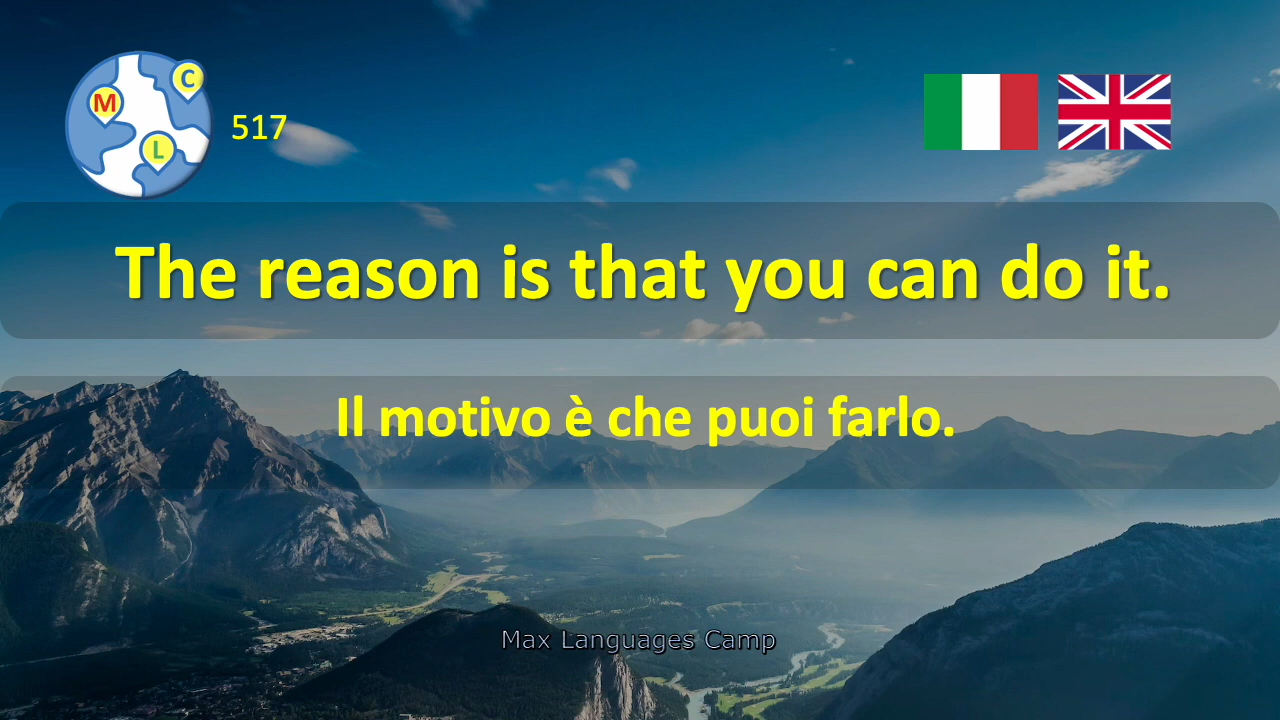 C
M
L
517
The reason is that you can do it.
Il motivo è che puoi farlo.
Max Languages Camp